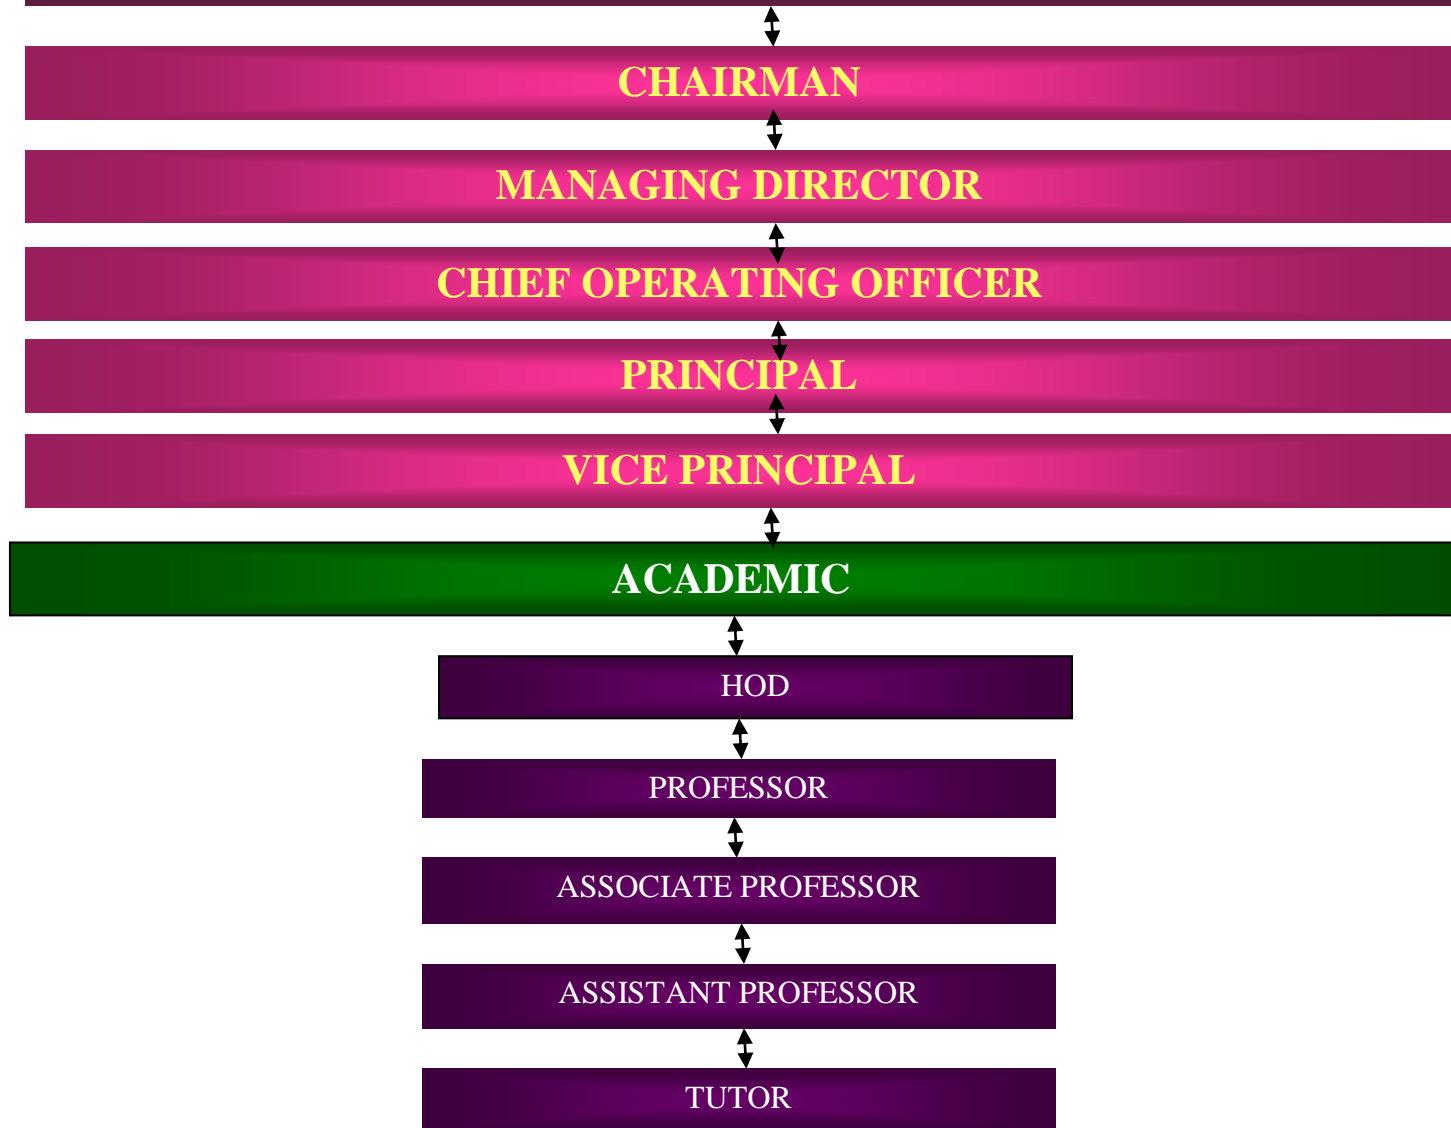 CHAIRMAN
MANAGING DIRECTOR
CHIEF OPERATING OFFICER
PRINCIPAL
VICE PRINCIPAL
ACADEMIC
HOD
PROFESSOR
ASSOCIATE PROFESSOR
ASSISTANT PROFESSOR
TUTOR